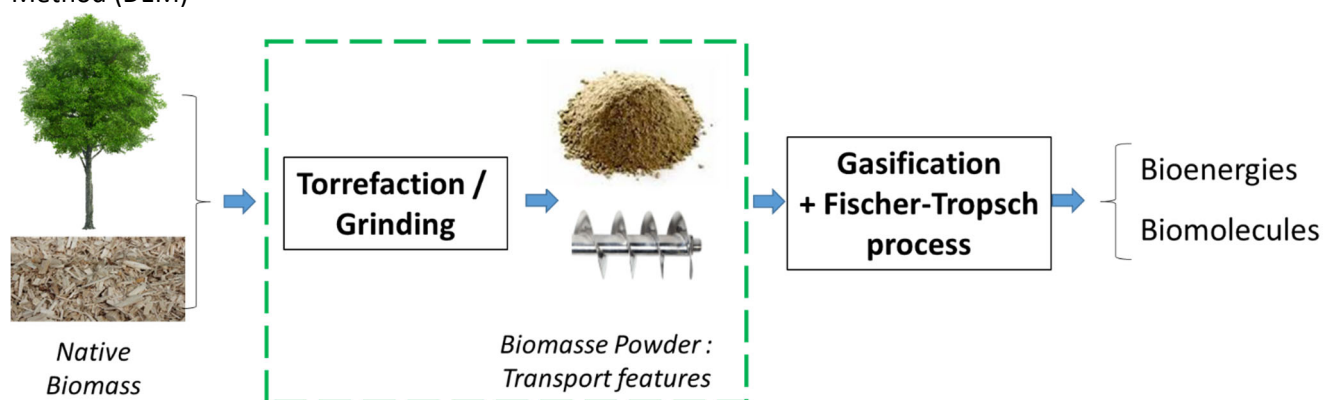 Method (DEM)
Torrefaction /
Grinding
Gasification
+ Fischer-Tropsch
process
Bioenergies
Biomolecules
Native
Biomass
Biomasse Powder :
Transport features